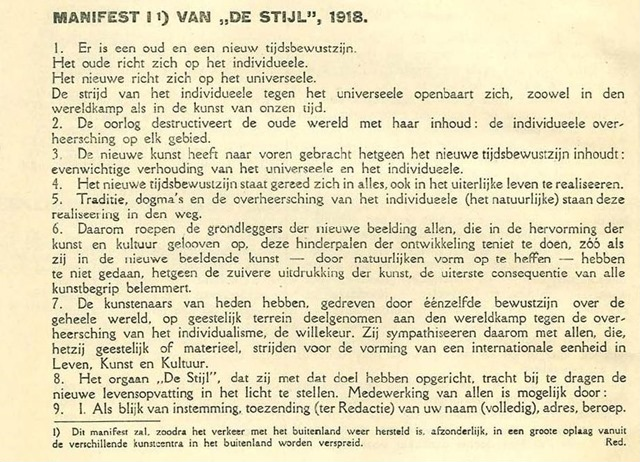 MANIFEST I ¹) VAN „DE STIJL”, 1918.
1. Er is een oud en een nieuw tijdsbewustzijn.
Het oude richt zich op het individueele.
Het nieuwe richt zich op het universeele.
De strijd van het individueele tegen het universeele openbaart zich, zoowel in den
wereldkamp als in de kunst van onzen tijd.
2. De oorlog destructiveert de oude wereld met haar inhoud: de individueele over-
heersching op elk gebied.
3. De nieuwe kunst heeft naar voren gebracht hetgeen het nieuwe tijdsbewustzijn inhoudt:
evenwichtige verhouding van het universeele en het individueele.
4. Het nieuwe tijdsbewustzijn staat gereed zich in alles, ook in het uiterlijke leven te realiseeren.
5. Traditie, dogma's en de overheersching van het individueele (het natuurlijke) staan deze
realiseering in den weg.
6. Daarom roepen de grondleggers der nieuwe beelding allen, die in de hervorming der
kunst en kultuur gelooven op, deze hinderpalen der ontwikkeling teniet te doen, zóó als
zij in de nieuwe beeldende kunst — door natuurlijken vorm op te heffen — hebben
te niet gedaan, hetgeen de zuivere uitdrukking der kunst, de uiterste consequentie van alle
kunstbegrip belemmert.
7. De kunstenaars van heden hebben, gedreven door éénzelfde bewustzijn over de
geheele wereld, op geestelijk terrein deelgenomen aan den wereldkamp tegen de over-
heersching van het individualisme, de willekeur. Zij sympathiseeren daarom met allen, die,
hetzij geestelijk of materieel, strijden voor de vorming van een internationale eenheid in
Leven, Kunst en Kultuur.
8. Het orgaan „De Stijl”, dat zij met dat doel hebben opgericht, tracht bij te dragen de
nieuwe levensopvatting in het licht te stellen. Medewerking van allen is mogelijk door:
9. I. Als blijk van instemming, toezending (ter Redactie) van uw naam (volledig), adres, beroep.
1) Dit manifest zal, zoodra het verkeer met het buitenland weer hersteld is, afzonderlijk, in een groote oplaag vanuit
de verschillende kunstcentra in het buitenland worden verspreid. Red.